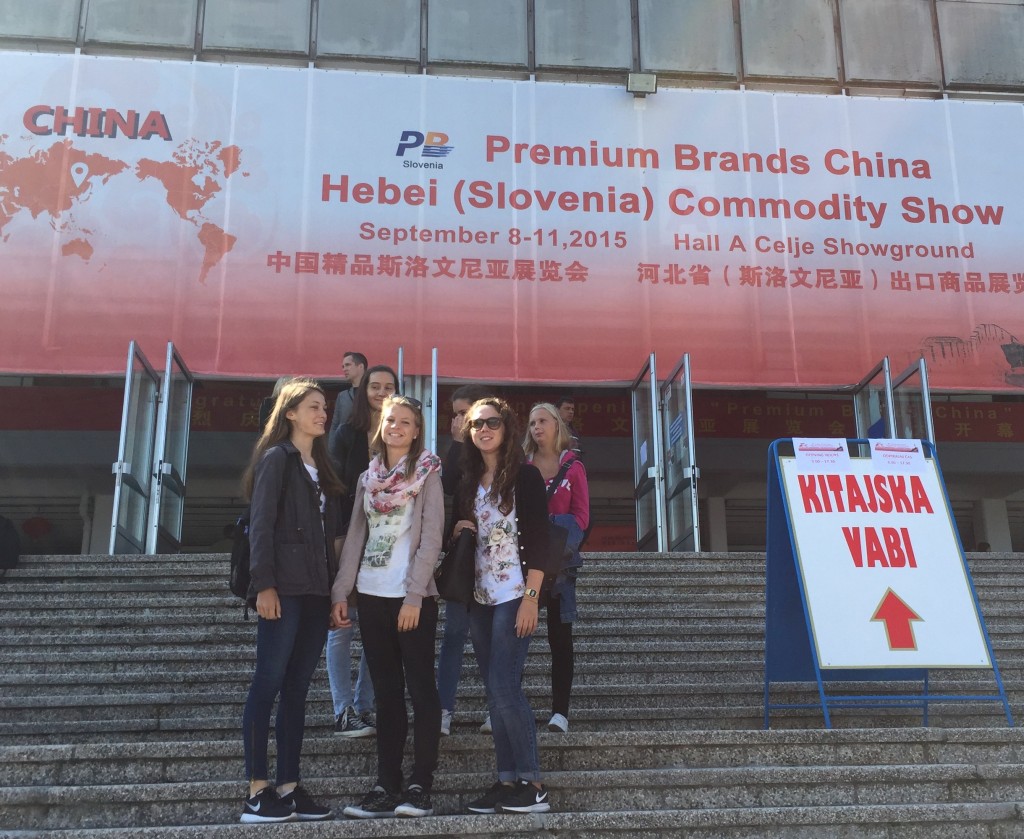 CHINA
PB
Slovenia
Premium Brands China
Hebei (Slovenia) Commodity Show
September 8-11,2015 Hall A Celje Showground
中国精品斯洛文尼亚展览会 河北省（斯洛文尼亚）出口商品展览
"Premium China"
KITAJSKA
VABI